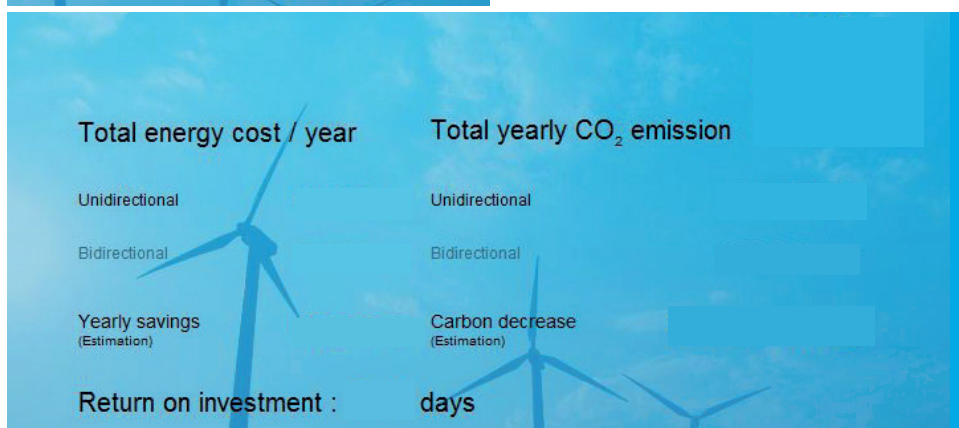 Total energy cost / year
Total yearly CO₂ emission
Unidirectional
Unidirectional
Bidirectional
Bidirectional
Yearly savings
(Estimation)
Carbon decrease
(Estimation)
Return on investment : days